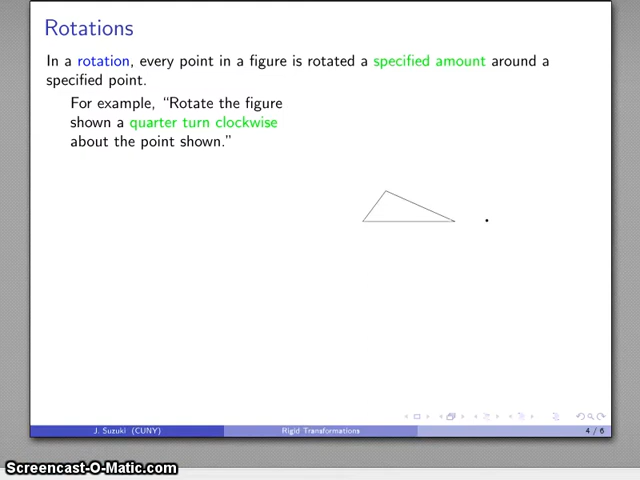 Rotations
In a rotation, every point in a figure is rotated a specified amount around a
specified point.
For example, “Rotate the figure
shown a quarter turn clockwise
about the point shown.”
J. Suzuki (CUNY)
Rigid Transformations
4 / 6
Screencast-O-Matic.com